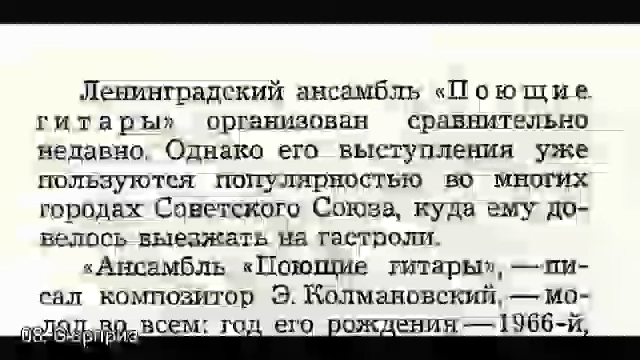 Ленинградский ансамбль «Поющие
гитары» организован сравнительно
недавно. Однако его выступления уже
пользуются популярностью во многих
городах Советского Союза, куда ему до-
велось выезжать на гастроли.
«Ансамбль «Поющие гитары», — пи-
сал композитор Э. Колмановский, — мо-
лод во всем: год его рождения — 1966-й,
08.